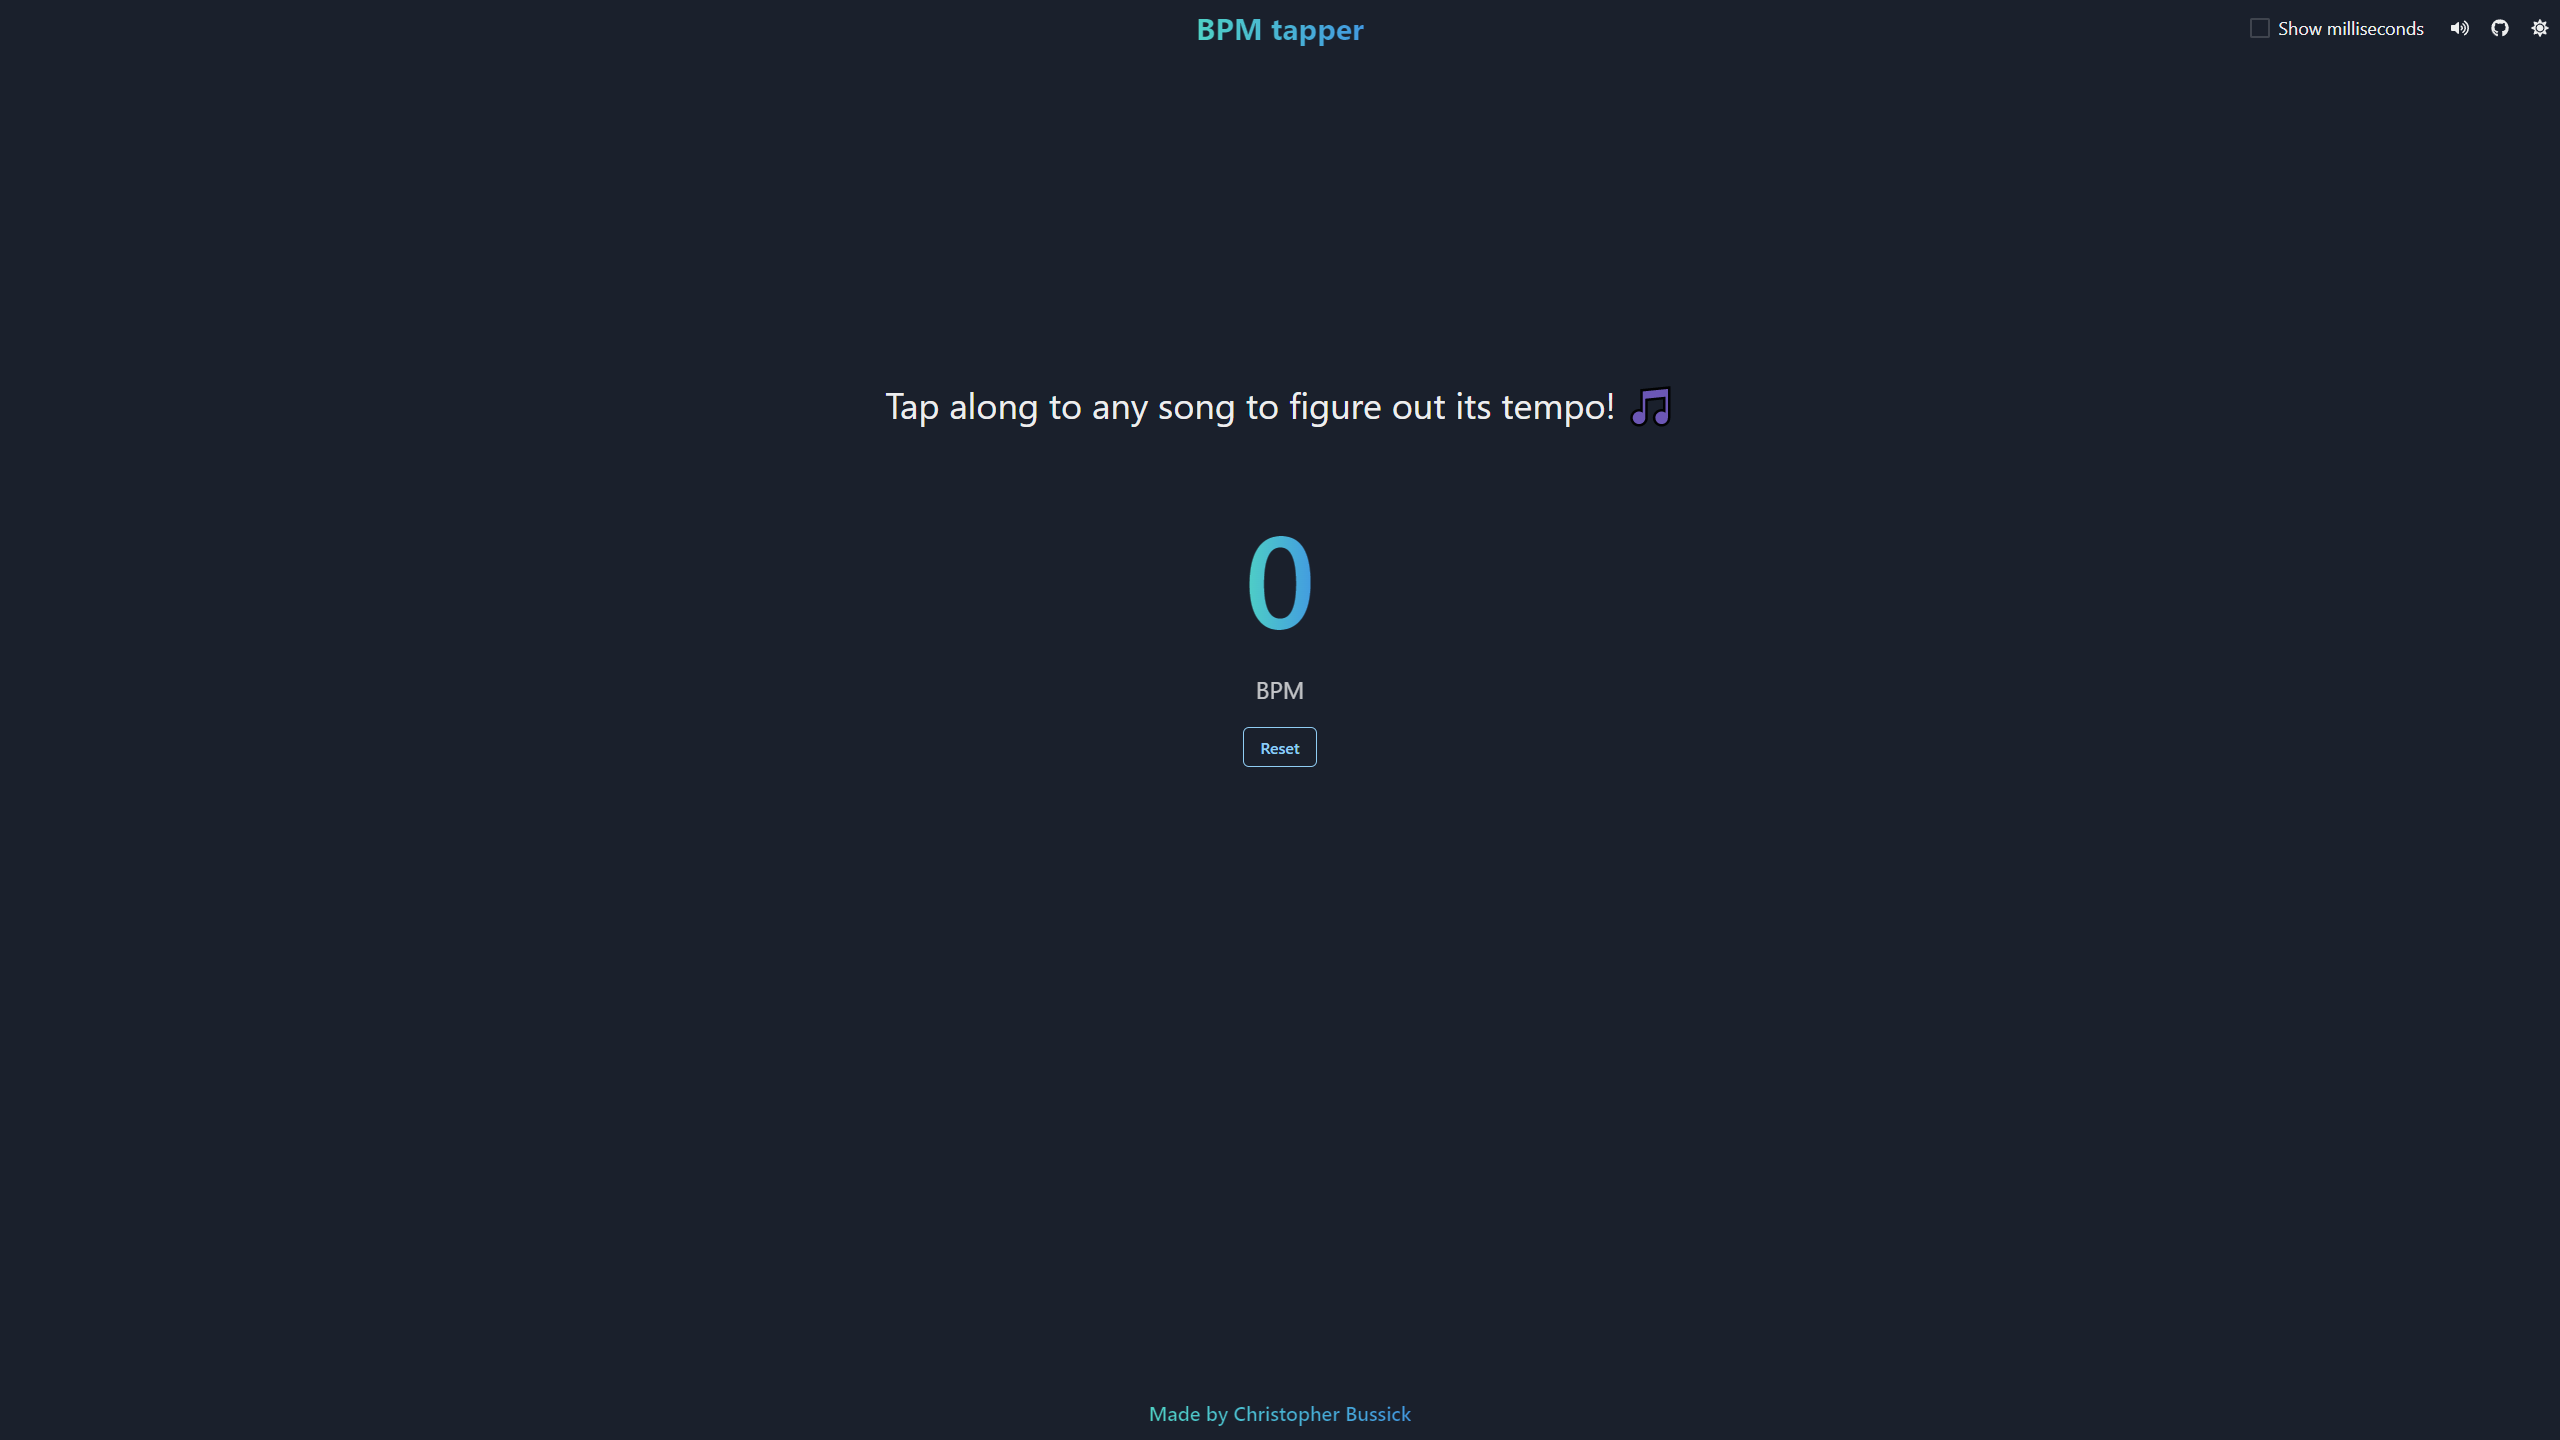 BPM tapper
Show milliseconds
Tap along to any song to figure out its tempo! 🎵
0
BPM
Reset
Made by Christopher Bussick